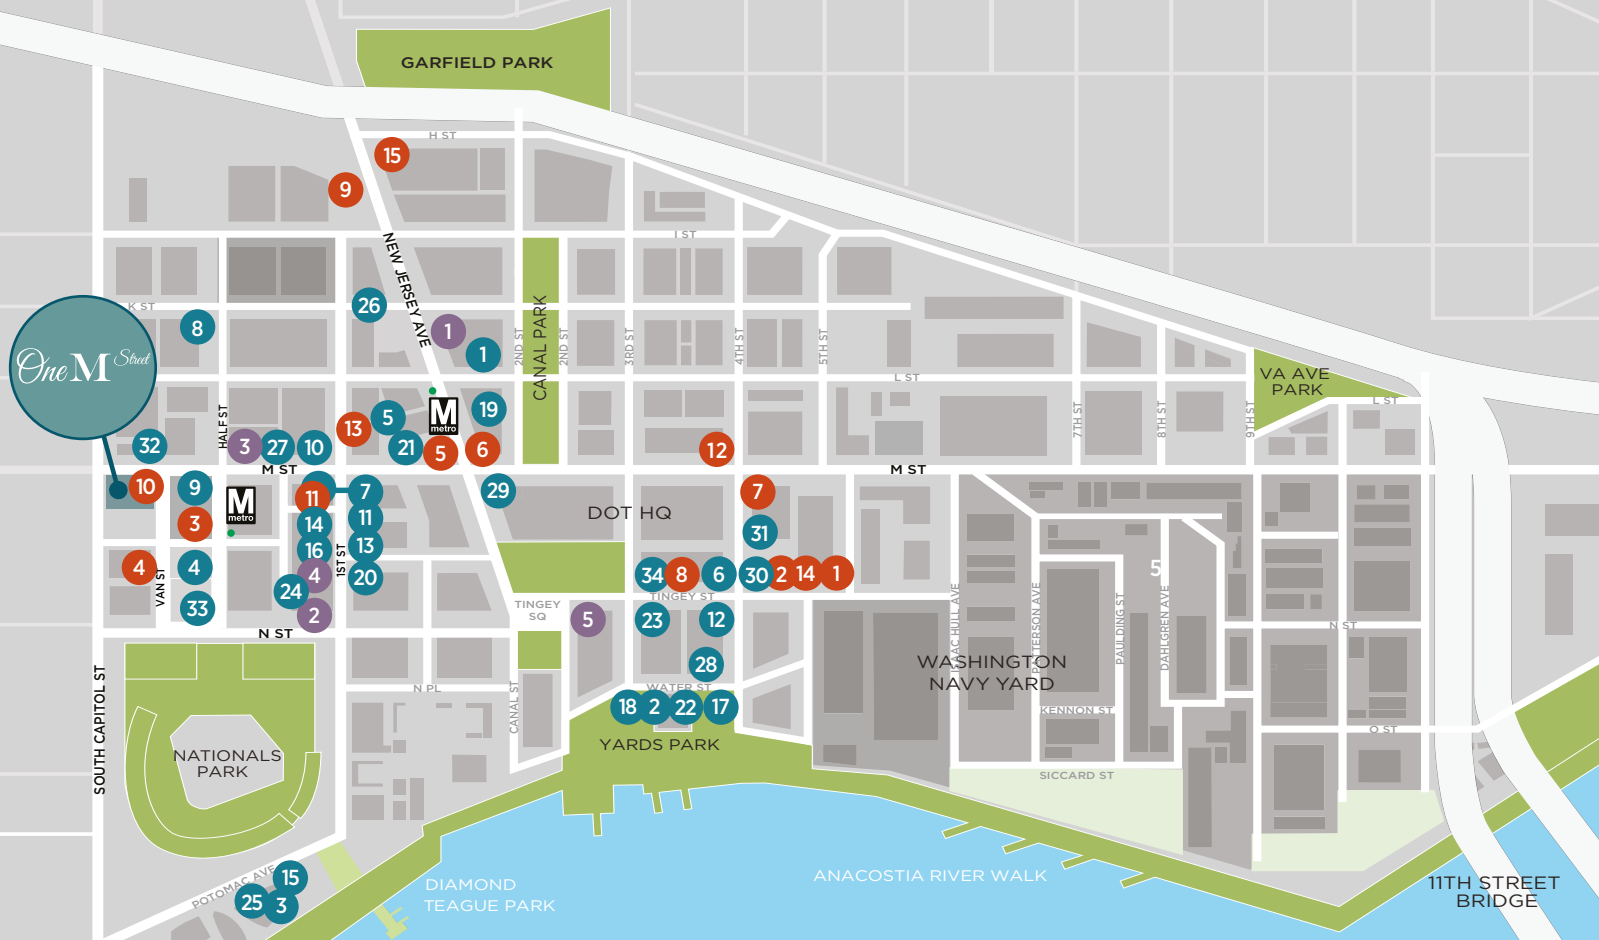 GARFIELD PARK
H ST
15
9
I ST
NEW JERSEY AVE
K ST
26
8
1
1
One M Street
2ND ST
CANAL PARK
2ND ST
3RD ST
4TH ST
5TH ST
L ST
VA AVE
PARK
L ST
HALF ST
7TH ST
8TH ST
9TH ST
M
metro
19
5
13
32
3
27
10
21
5
6
12
M ST
M ST
10
9
M
metro
11
7
29
7
DOT HQ
3
14
11
31
16
13
1ST ST
4
VAN ST
4
4
20
24
34
8
6
30
2
14
1
5
33
2
TINGEY
SQ
TINGEY ST
5
23
12
ISAAC HULL AVE
PATTERSON AVE
PAULDING ST
DAHLGREN AVE
N ST
N ST
WASHINGTON
NAVY YARD
28
SOUTH CAPITOL ST
N PL
WATER ST
CANAL ST
18
2
22
17
KENNON ST
O ST
NATIONALS
PARK
YARDS PARK
SICCARD ST
POTOMAC AVE
15
25
3
DIAMOND
TEAGUE PARK
ANACOSTIA RIVER WALK
11TH STREET
BRIDGE